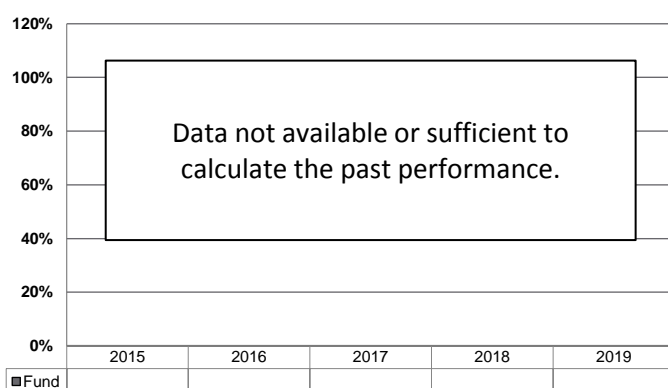 120%
100%
80%
60%
40%
20%
0%
Data not available or sufficient to
calculate the past performance.
2015 2016 2017 2018 2019
Fund